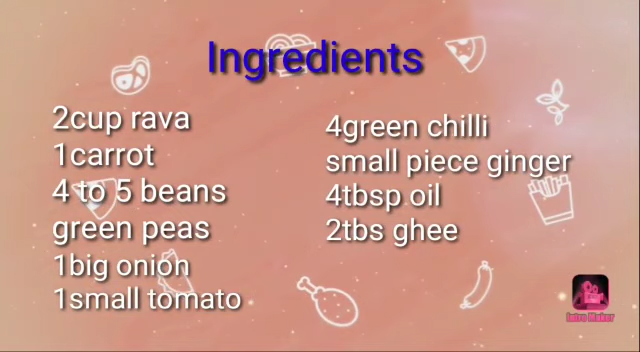 Ingredients
2cup rava
1carrot
4 to 5 beans
green peas
1big onion
1small tomato
4green chilli
small piece ginger
4tbsp oil
2tbs ghee
Intro Maker